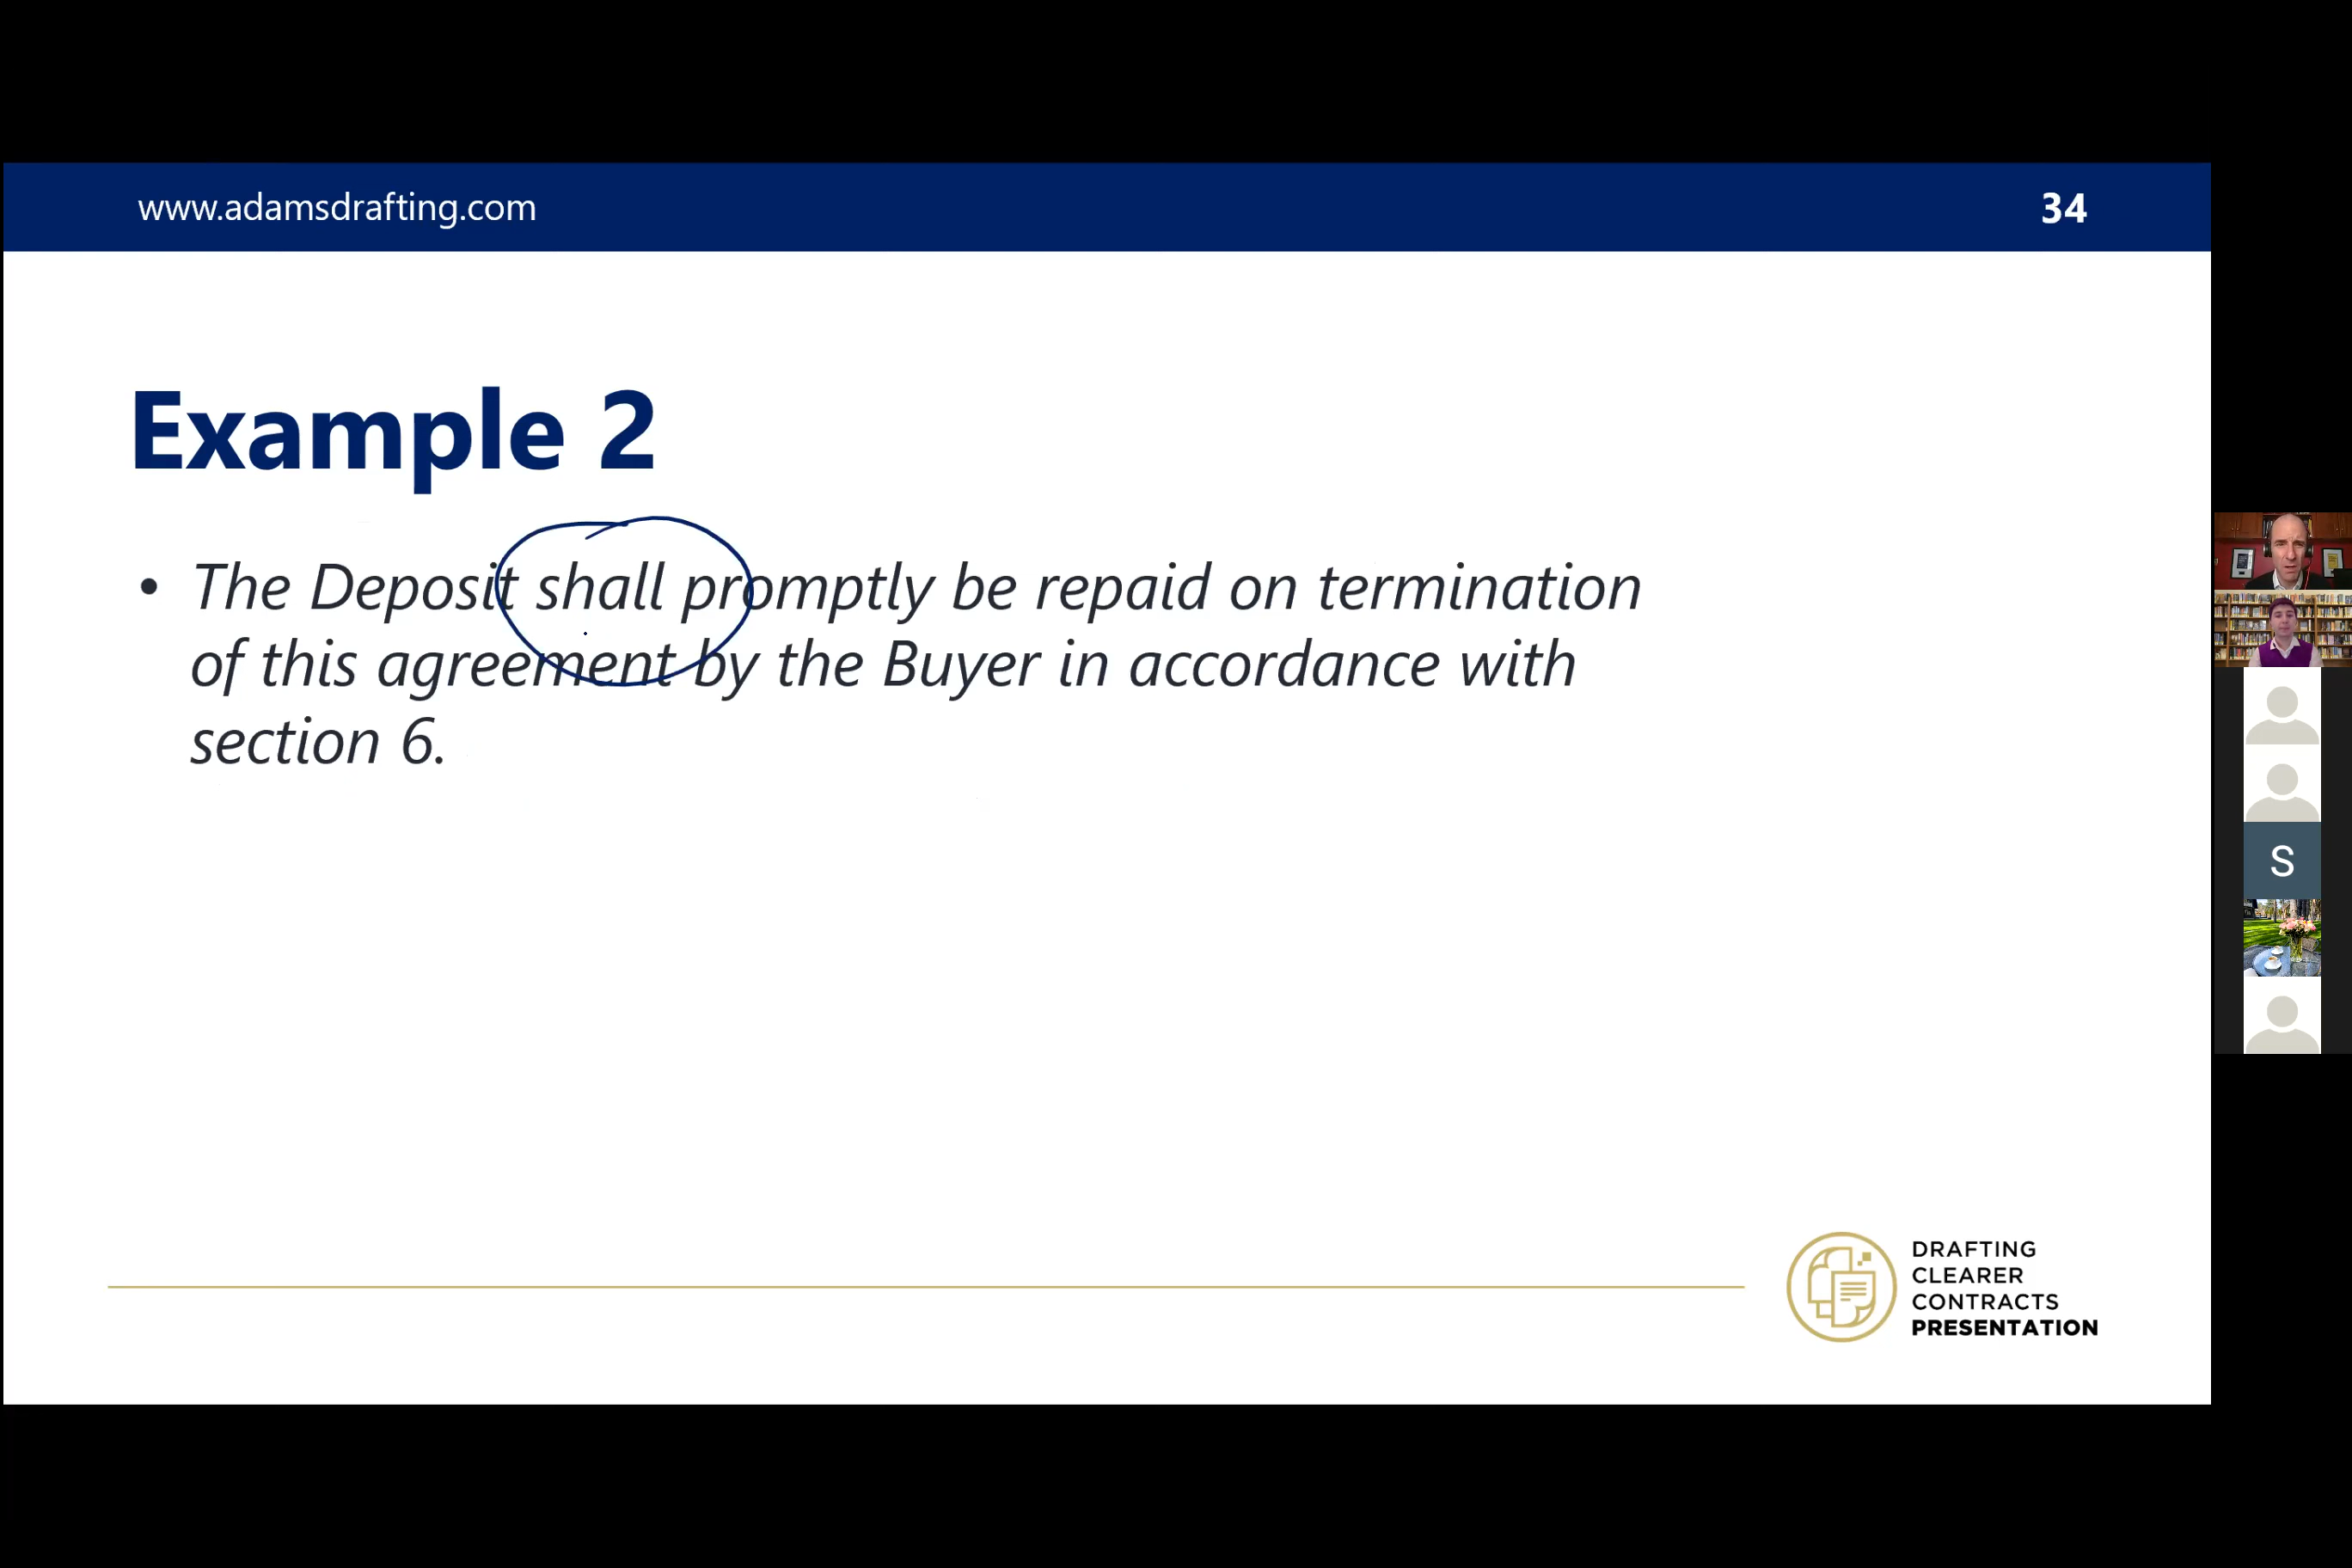 www.adamsdrafting.com
34
Example 2
• The Deposit shall promptly be repaid on termination
of this agreement by the Buyer in accordance with
section 6.
S
DRAFTING
CLEARER
CONTRACTS
PRESENTATION